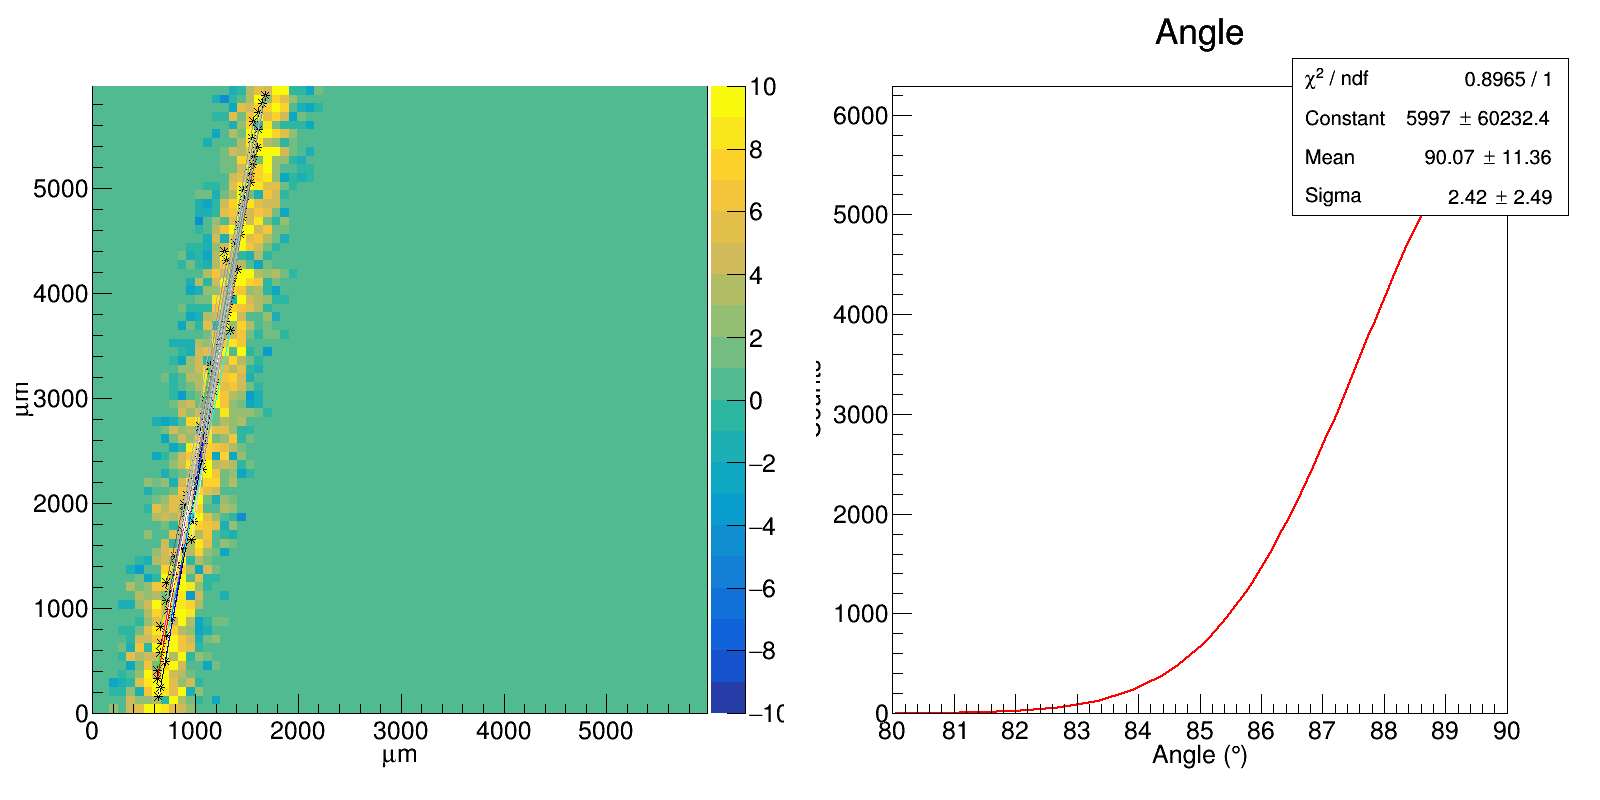 Angle
χ² / ndf 0.8965 / 1
Constant 5997 ± 60232.4
Mean 90.07 ± 11.36
Sigma 2.42 ± 2.49
10
8
6
4
2
0
−2
−4
−6
−8
5000
4000
3000
2000
1000
0
μm
0 1000 2000 3000 4000 5000
μm
6000
5000
4000
3000
2000
1000
0
80 81 82 83 84 85 86 87 88 89 90
Angle (°)